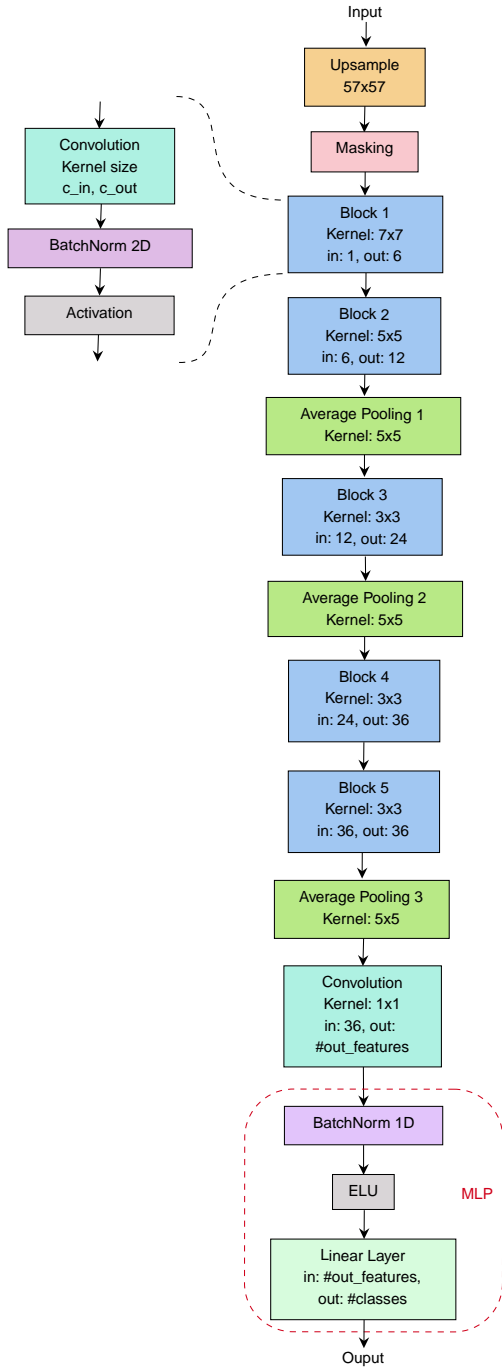 Input
Upsample
57x57
Masking
Convolution
Kernel size
c_in, c_out
BatchNorm 2D
Activation
Block 1
Kernel: 7x7
in: 1, out: 6
Block 2
Kernel: 5x5
in: 6, out: 12
Average Pooling 1
Kernel: 5x5
Block 3
Kernel: 3x3
in: 12, out: 24
Average Pooling 2
Kernel: 5x5
Block 4
Kernel: 3x3
in: 24, out: 36
Block 5
Kernel: 3x3
in: 36, out: 36
Average Pooling 3
Kernel: 5x5
Convolution
Kernel: 1x1
in: 36, out:
#out_features
BatchNorm 1D
ELU
MLP
Linear Layer
in: #out_features,
out: #classes
Ouput